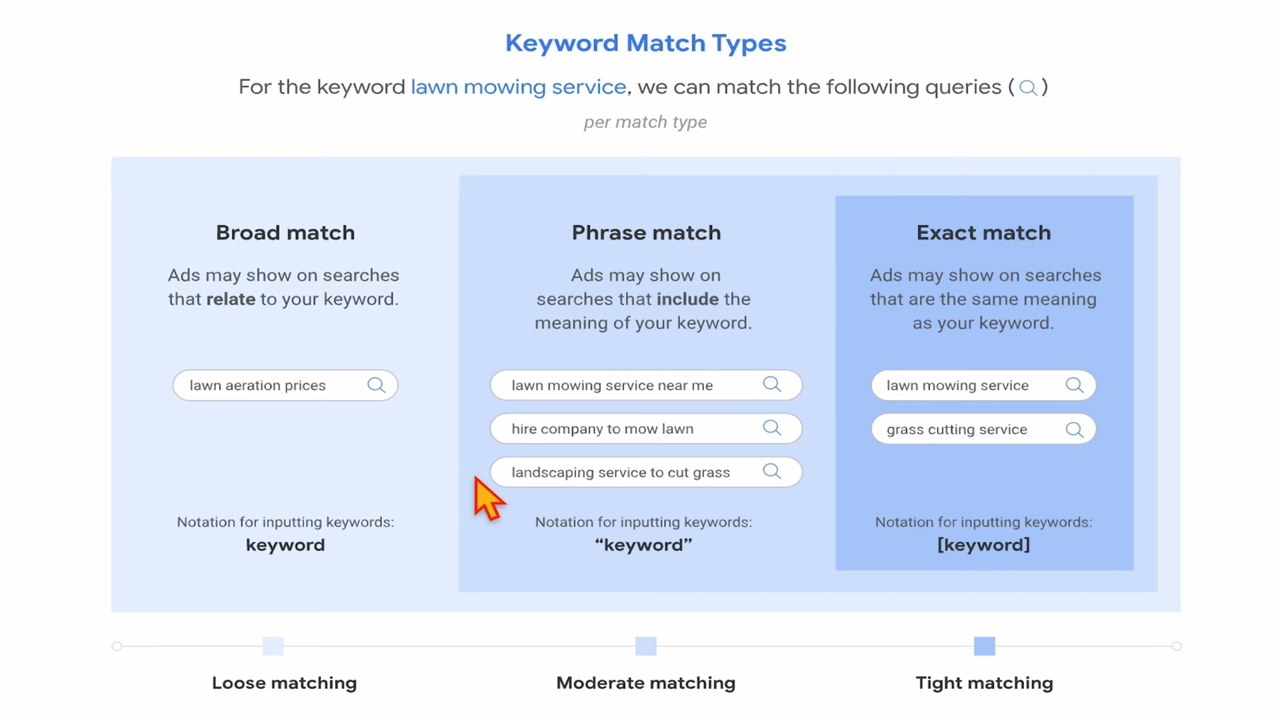 Keyword Match Types
For the keyword lawn mowing service, we can match the following queries ( )
per match type
Broad match
Ads may show on searches
that relate to your keyword.
lawn aeration prices
Notation for inputting keywords:
keyword
Phrase match
Ads may show on
searches that include the
meaning of your keyword.
lawn mowing service near me
hire company to mow lawn
landscaping service to cut grass
Notation for inputting keywords:
“keyword”
Exact match
Ads may show on searches
that are the same meaning
as your keyword.
lawn mowing service
grass cutting service
Notation for inputting keywords:
[keyword]
Loose matching
Moderate matching
Tight matching